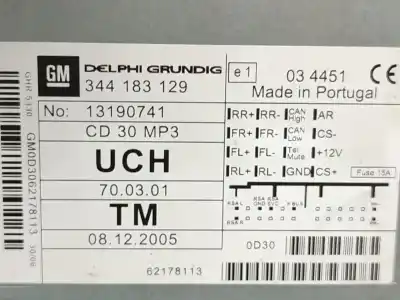 GM DELPHI GRUNDIG
344 183 129
e1 03 4451 CE
Made in Portugal
No: 13190741
CD 30 MP3
UCH
70.03.01
TM
08.12.2005
62178113
RR+ RR- CAN High AR
FR+ FR- CAN Low CS-
FL+ FL- Tel Mute +12V
RL+ RL- GND CS+ Fuse 15A
0D30
GM0D3062178113